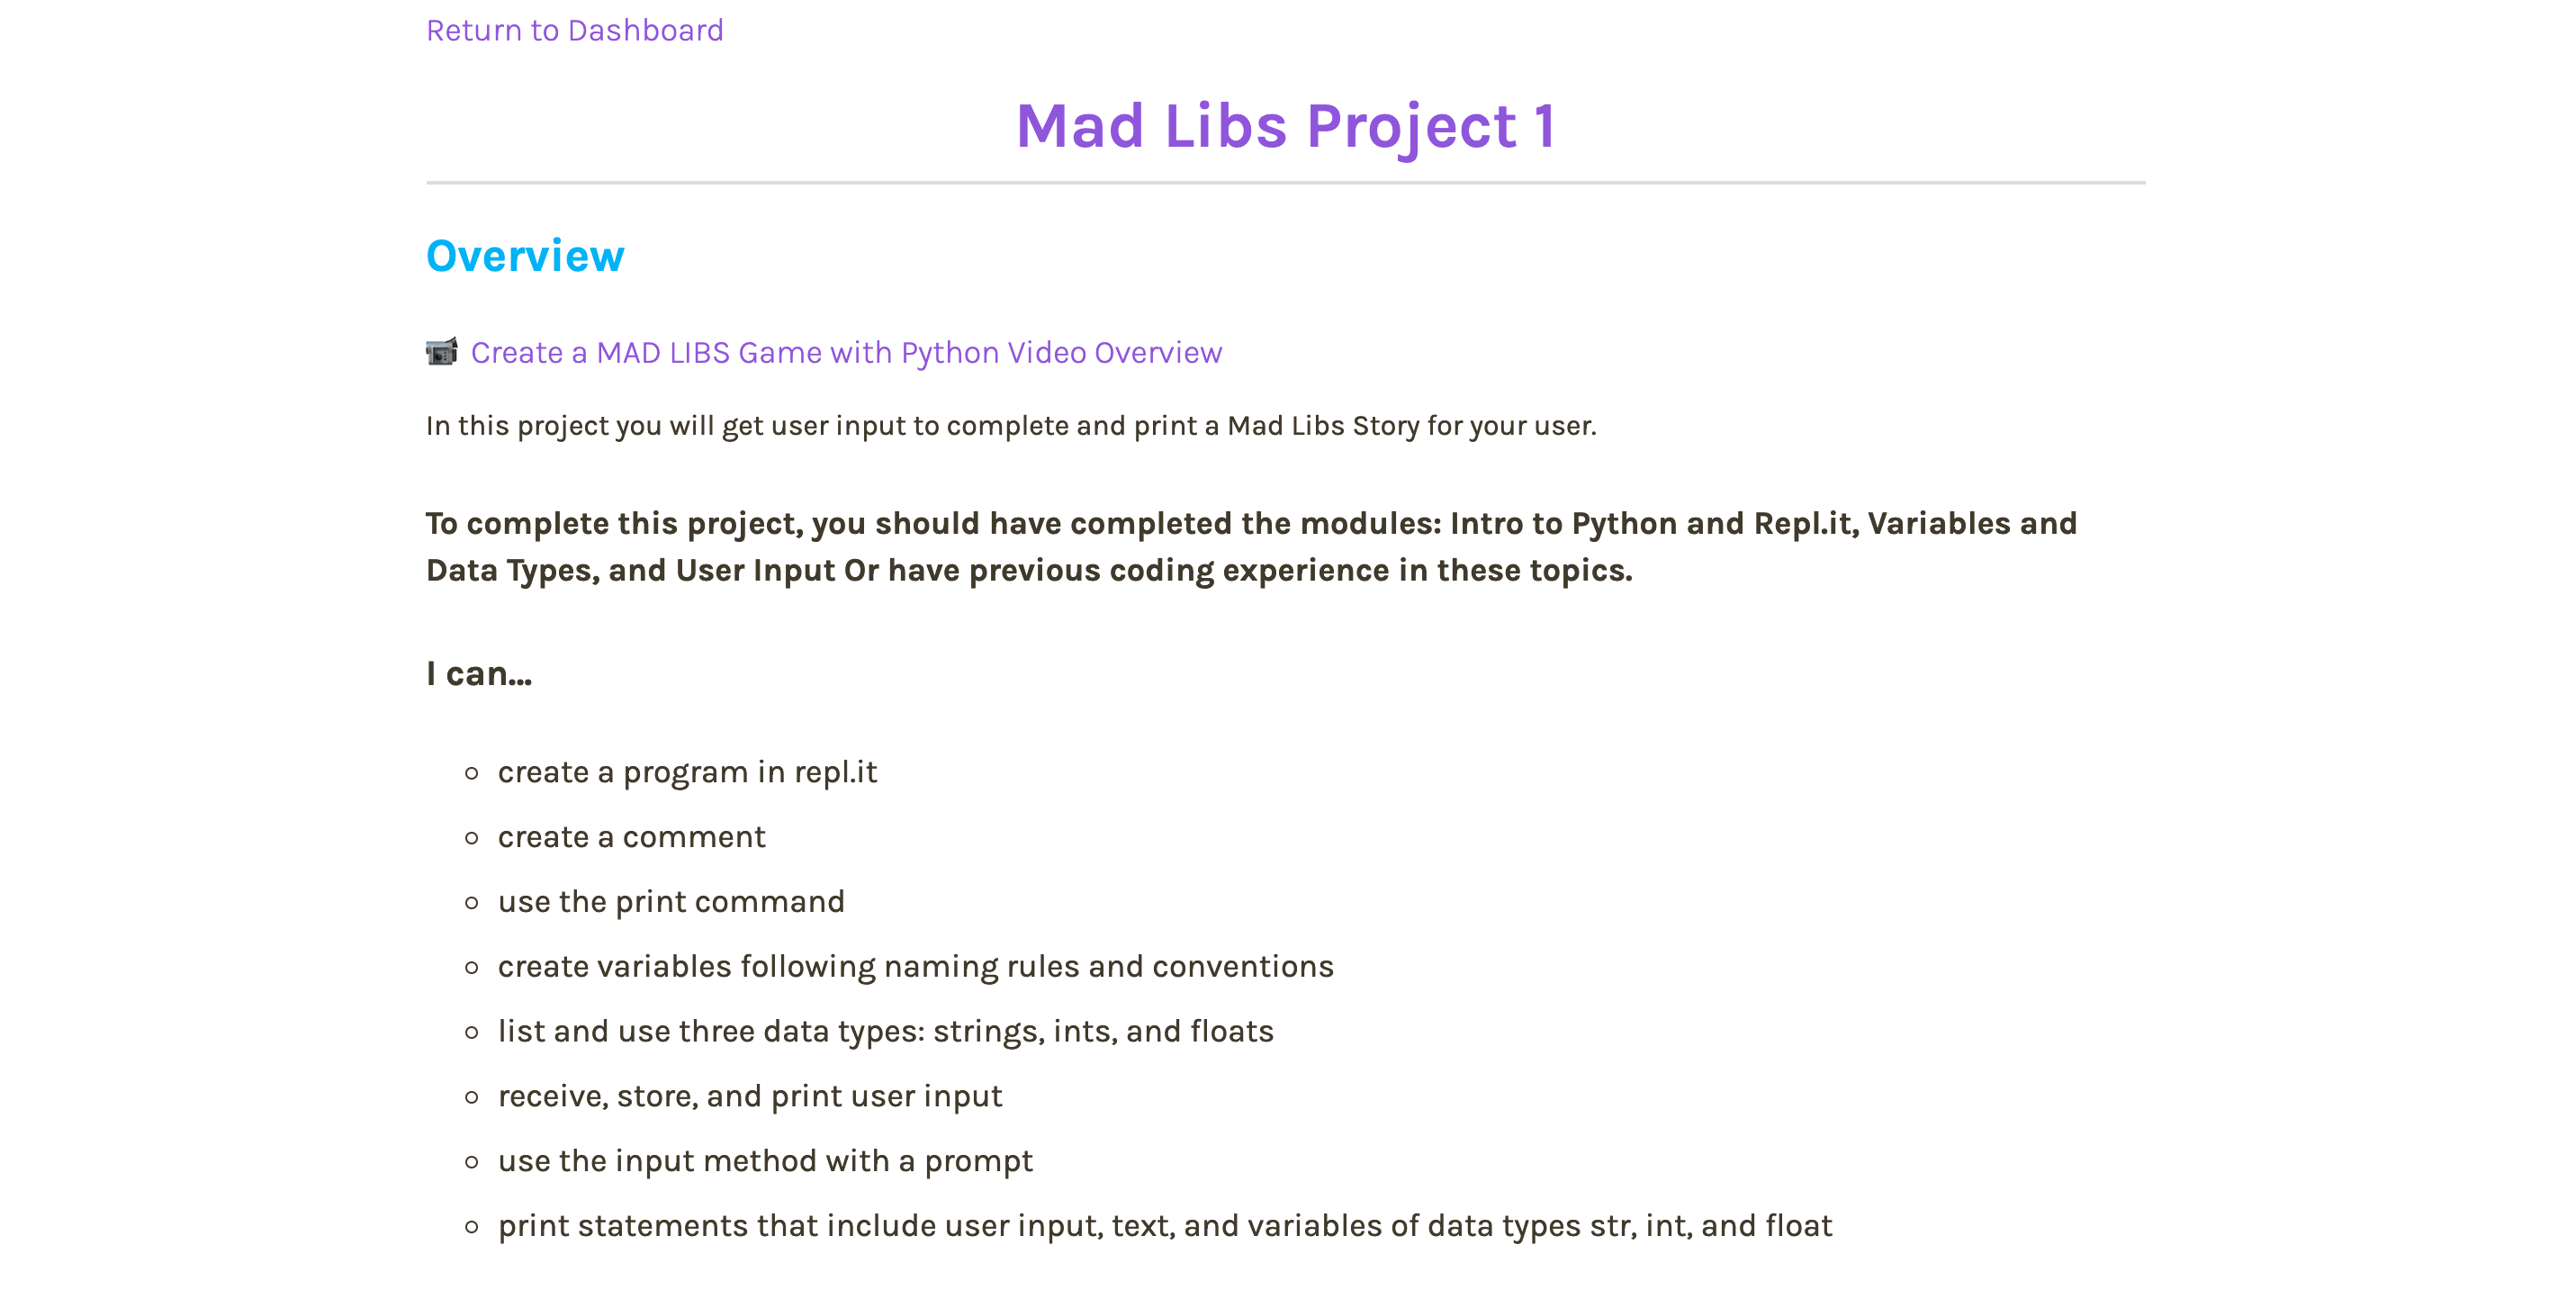 Return to Dashboard
Mad Libs Project 1
Overview
Create a MAD LIBS Game with Python Video Overview
In this project you will get user input to complete and print a Mad Libs Story for your user.
To complete this project, you should have completed the modules: Intro to Python and Repl.it, Variables and
Data Types, and User Input Or have previous coding experience in these topics.
I can...
create a program in repl.it
create a comment
use the print command
create variables following naming rules and conventions
list and use three data types: strings, ints, and floats
receive, store, and print user input
use the input method with a prompt
print statements that include user input, text, and variables of data types str, int, and float